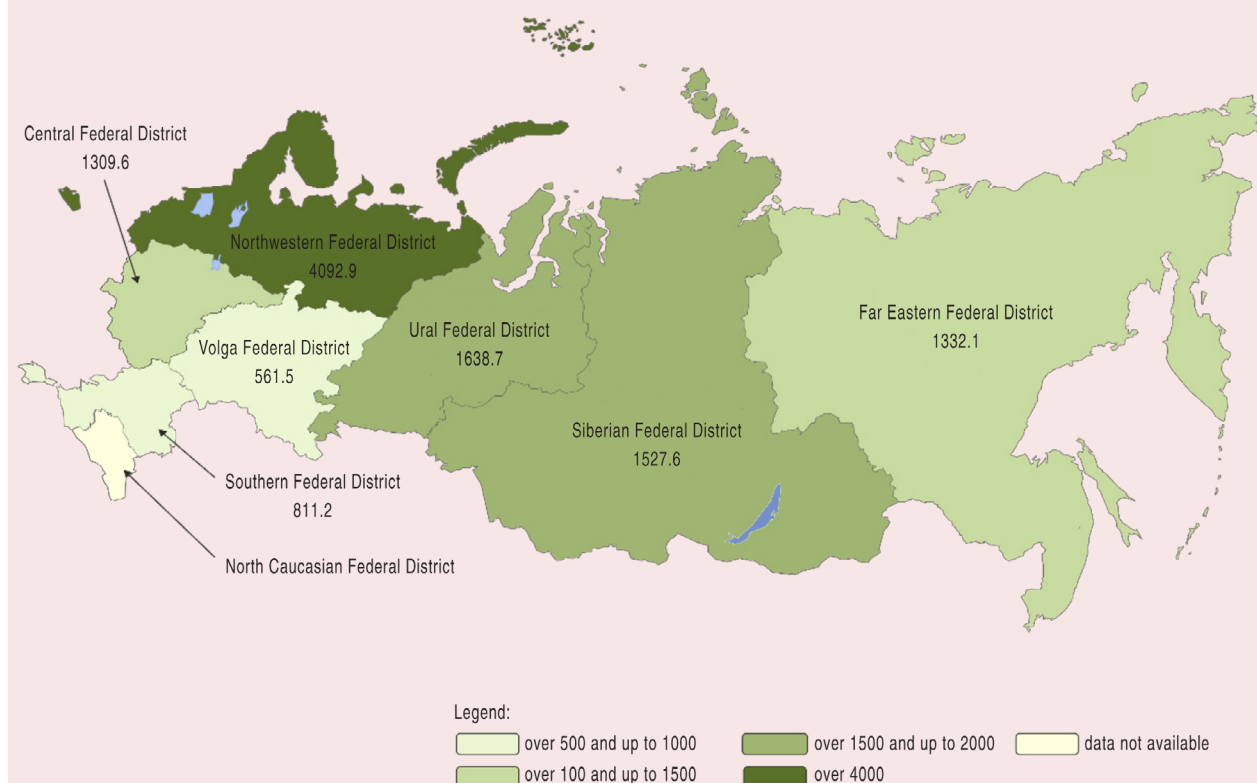 Central Federal District
1309.6
Northwestern Federal District
4092.9
Far Eastern Federal District
1332.1
Ural Federal District
1638.7
Volga Federal District
561.5
Siberian Federal District
1527.6
Southern Federal District
811.2
North Caucasian Federal District
Legend:
over 500 and up to 1000
over 1500 and up to 2000
data not available
over 100 and up to 1500
over 4000